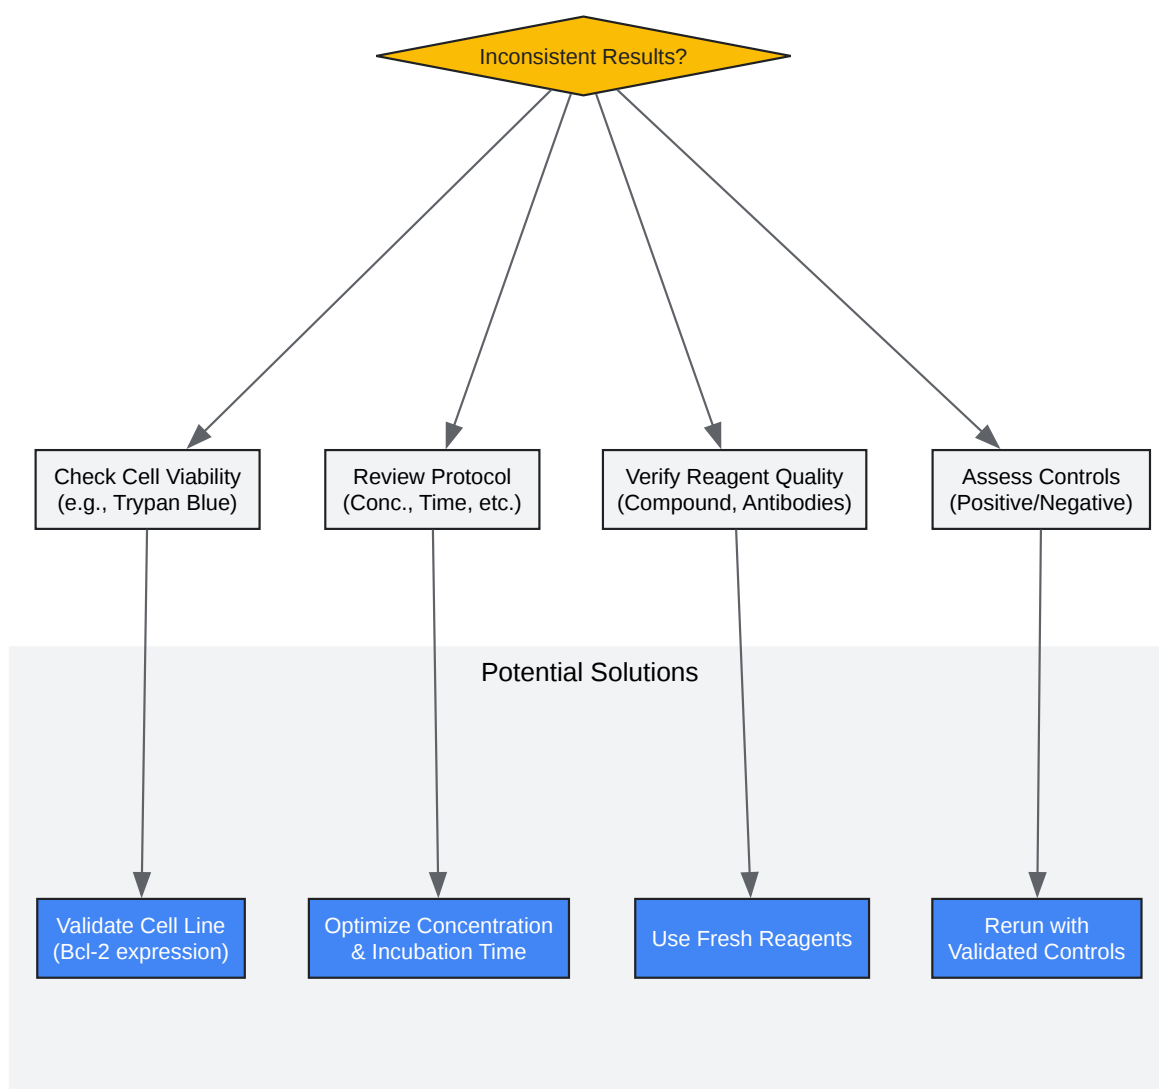 Inconsistent Results?
Check Cell Viability
(e.g., Trypan Blue)
Review Protocol
(Conc., Time, etc.)
Verify Reagent Quality
(Compound, Antibodies)
Assess Controls
(Positive/Negative)
Potential Solutions
Validate Cell Line
(Bcl-2 expression)
Optimize Concentration
& Incubation Time
Use Fresh Reagents
Rerun with
Validated Controls